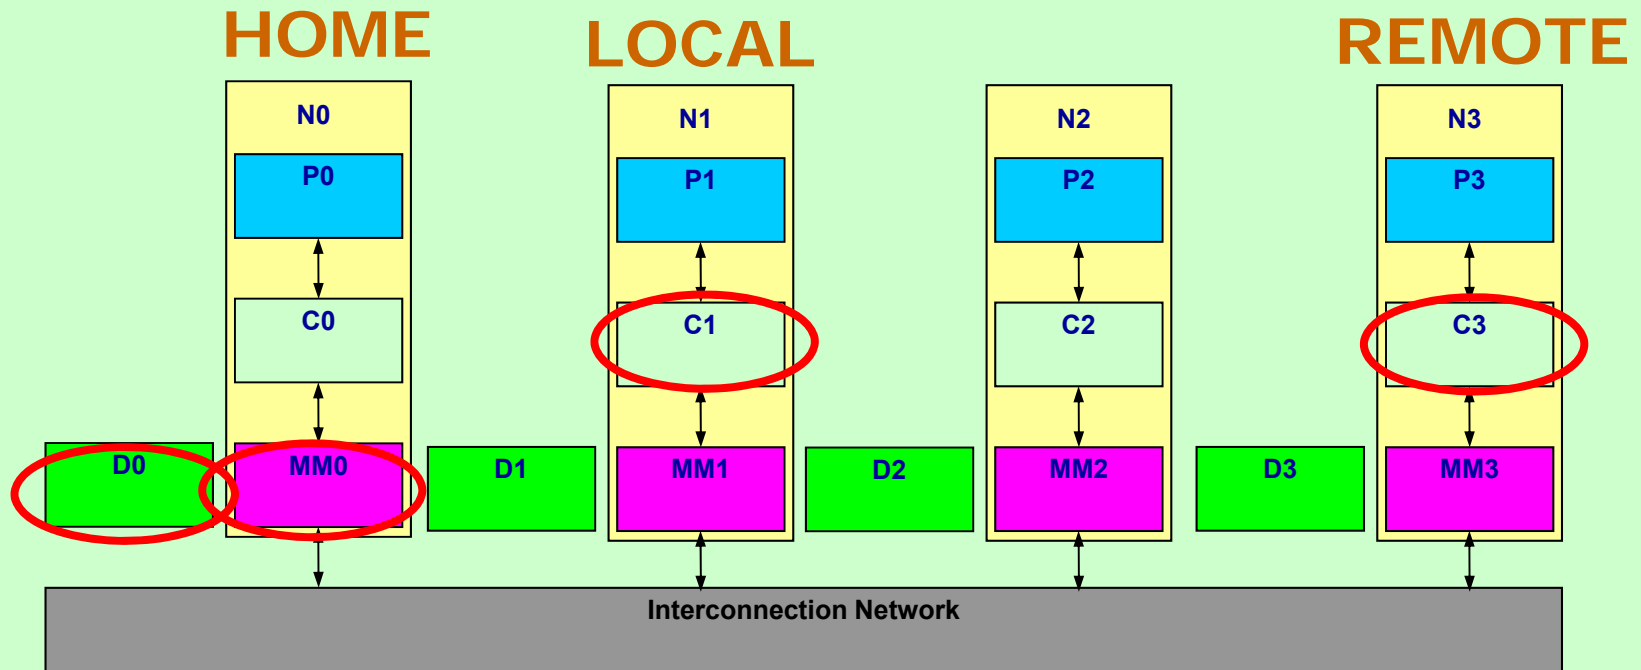 HOME
LOCAL
REMOTE
N0
N1
N2
N3
P0
P1
P2
P3
C0
C1
C2
C3
D0
MM0
D1
MM1
D2
MM2
D3
MM3
Interconnection Network